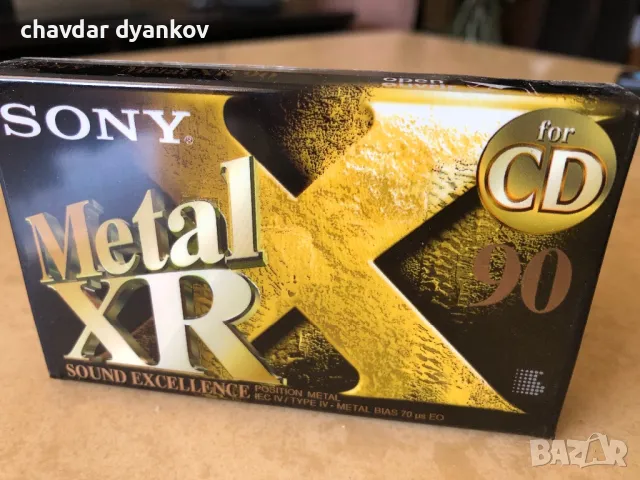 chavdar dyankov
open
SONY
for
CD
Metal
XR
X
90
SOUND EXCELLENCE
POSITION METAL
IEC IV / TYPE IV - METAL BIAS 70 µs EQ
BAZAR